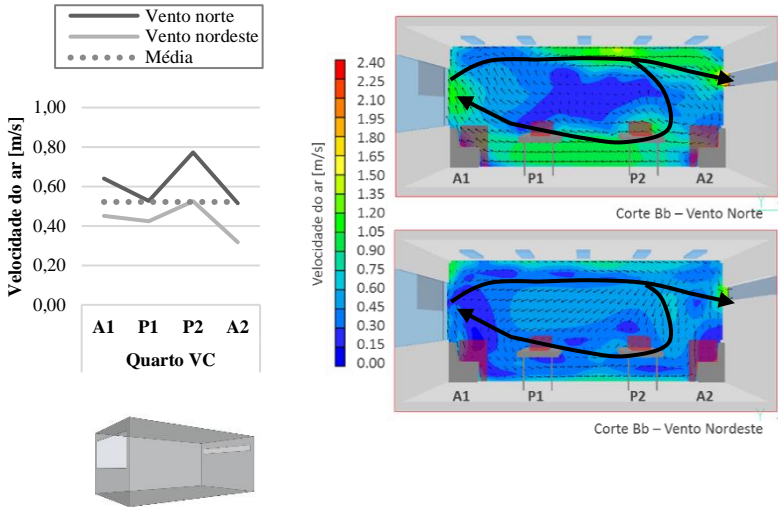 Vento norte
Vento nordeste
Média
Velocidade do ar [m/s]
1,00
0,80
0,60
0,40
0,20
0,00
A1 P1 P2 A2
Quarto VC
Velocidade do ar [m/s]
2.40
2.25
2.10
1.95
1.80
1.65
1.50
1.35
1.20
1.05
0.90
0.75
0.60
0.45
0.30
0.15
0.00
A1 P1 P2 A2
Y
Corte Bb – Vento Norte
A1 P1 P2 A2
Y
Corte Bb – Vento Nordeste